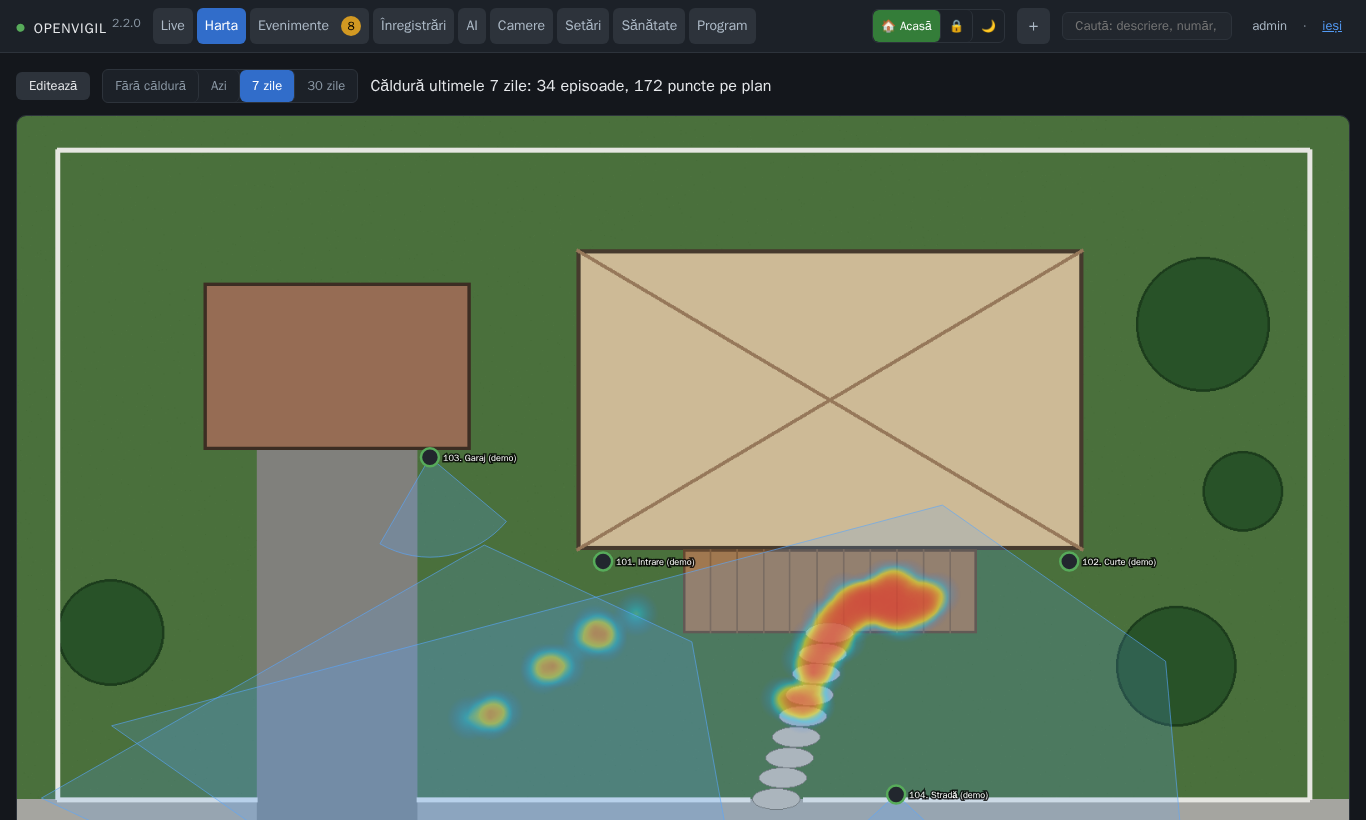 OPENVIGIL 2.2.0 Live Harta Evenimente 8 Înregistrări AI Camere Setări Sănătate Program Acasă + Caută: descriere, număr, admin · ieși
Editează Fără căldură Azi 7 zile 30 zile Căldură ultimele 7 zile: 34 episoade, 172 puncte pe plan
103. Garaj (demo)
101. Intrare (demo)
102. Curte (demo)
104. Stradă (demo)